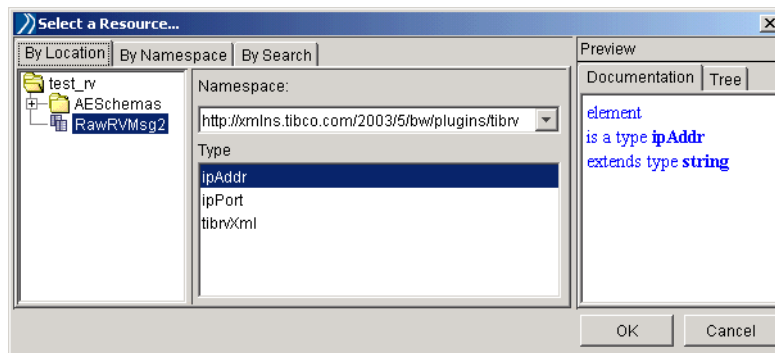 Select a Resource...
By Location
By Namespace
By Search
test_rv
AESchemas
RawRVMsg2
Namespace:
http://xmlns.tibco.com/2003/5/bw/plugins/tibrv
Type
ipAddr
ipPort
tibrvXml
Preview
Documentation
Tree
element
is a type ipAddr
extends type string
OK
Cancel